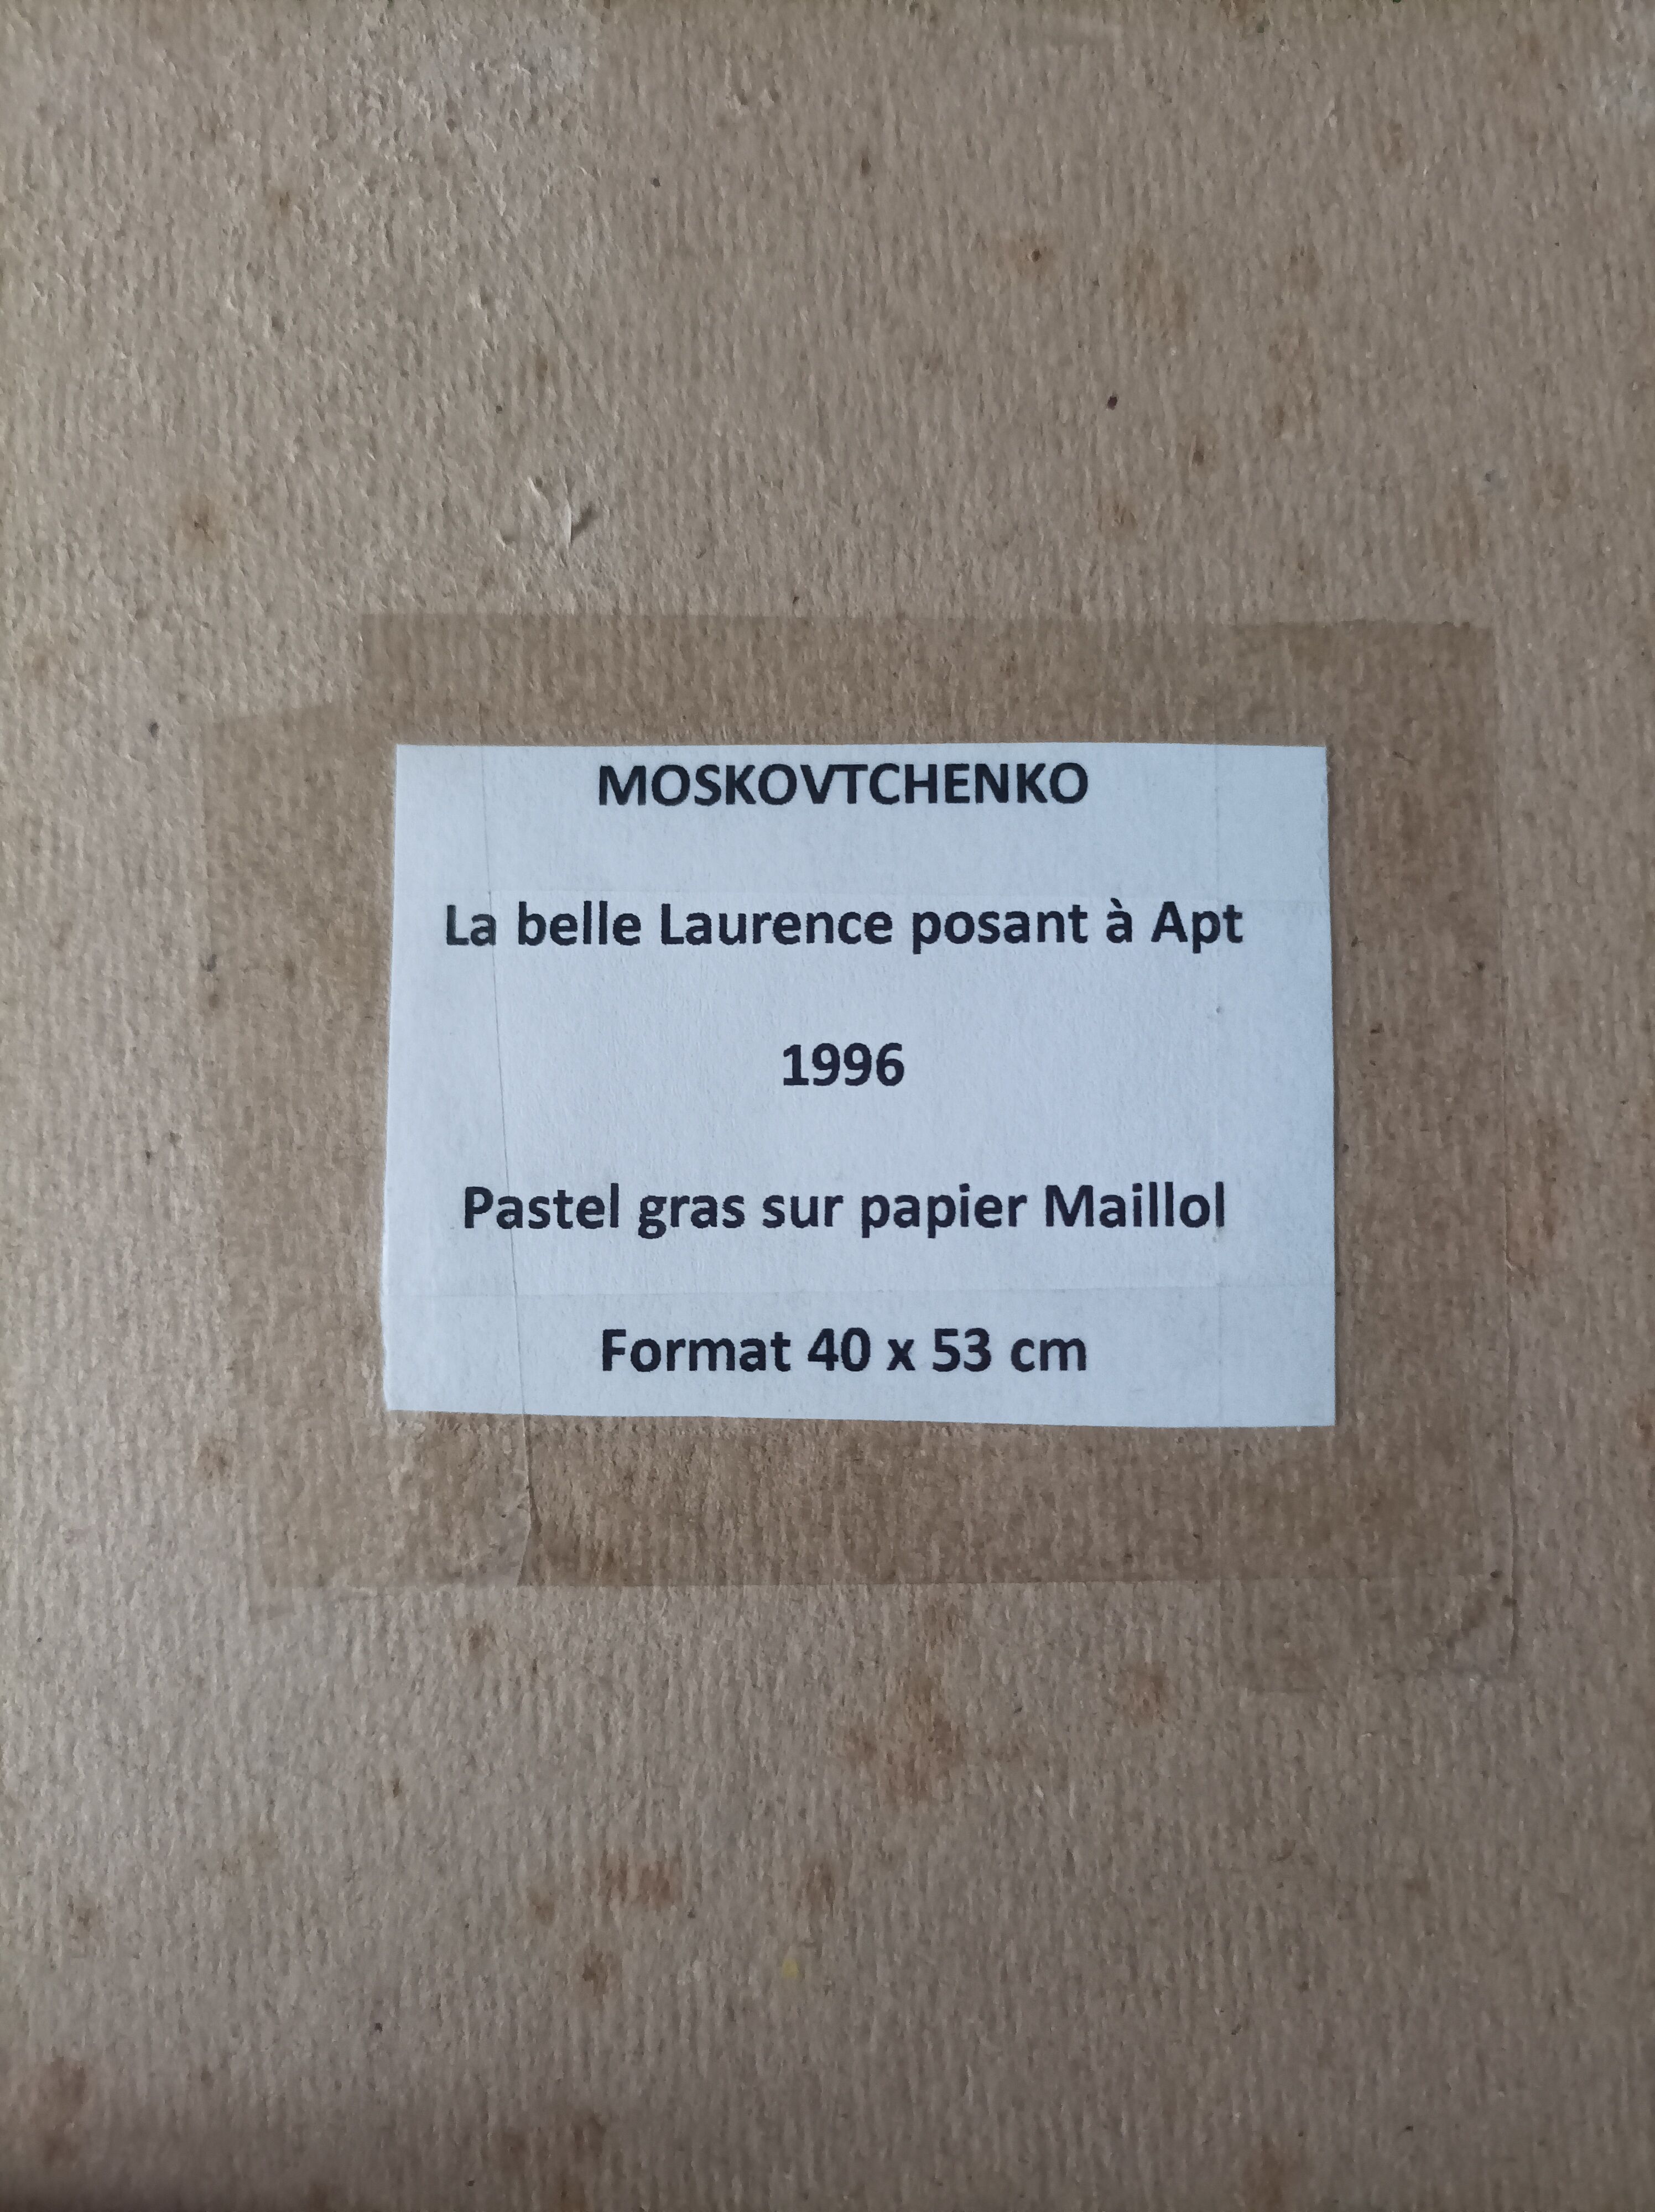 MOSKOVTCHENKO
La belle Laurence posant à Apt
1996
Pastel gras sur papier Maillol
Format 40 x 53 cm